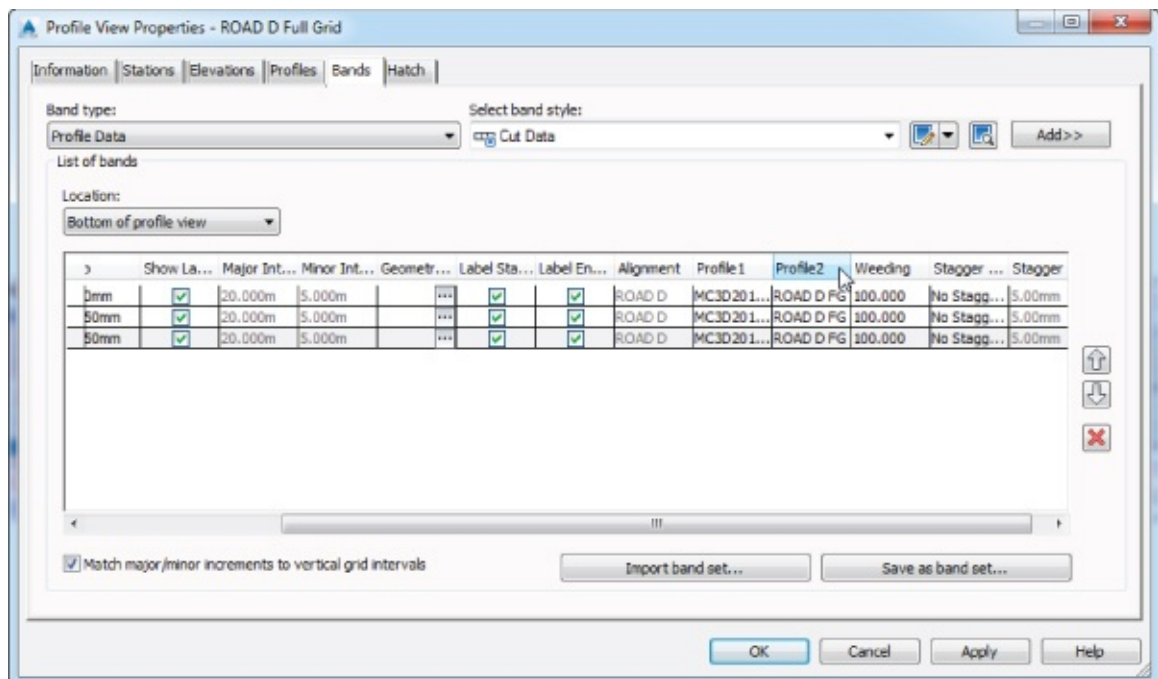 Profile View Properties - ROAD D Full Grid
Information Stations Elevations Profiles Bands Hatch
Band type: Select band style:
Profile Data Cut Data Add>>
List of bands
Location:
Bottom of profile view
Show La... Major Int... Minor Int... Geometr... Label Sta... Label En... Alignment Profile1 Profile2 Weeding Stagger ... Stagger
0mm 20.000m 5.000m ... ROAD D MC3D201... ROAD D FG 100.000 No Stagg... 5.00mm
50mm 20.000m 5.000m ... ROAD D MC3D201... ROAD D FG 100.000 No Stagg... 5.00mm
50mm 20.000m 5.000m ... ROAD D MC3D201... ROAD D FG 100.000 No Stagg... 5.00mm
Match major/minor increments to vertical grid intervals Import band set... Save as band set...
OK Cancel Apply Help